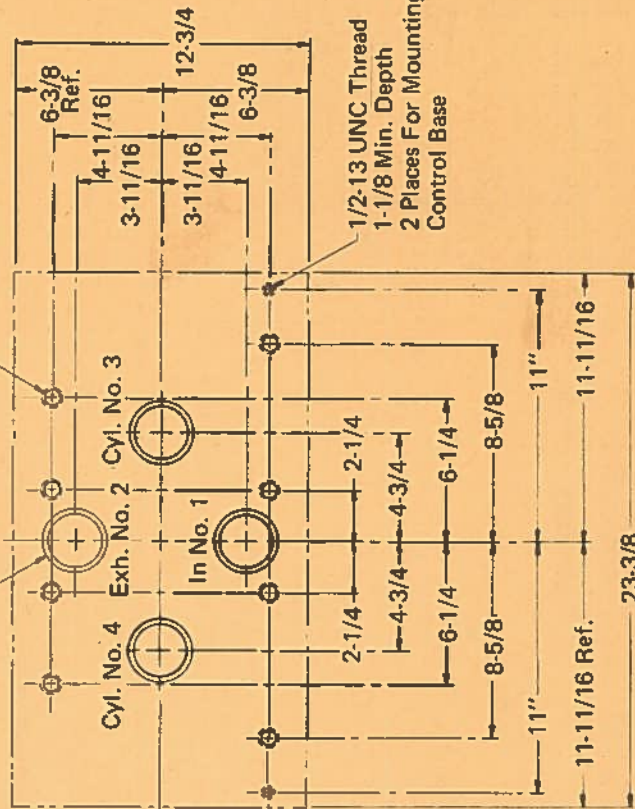 12-3/4
6-3/8
Ref.
6-3/8
4-11/16
4-11/16
3-11/16
3-11/16
1/2-13 UNC Thread
1-1/8 Min. Depth
2 Places For Mounting
Control Base
Cyl. No. 4
Exh. No. 2
Cyl. No. 3
In No. 1
2-1/4
2-1/4
4-3/4
4-3/4
6-1/4
6-1/4
8-5/8
8-5/8
11"
11"
11-11/16 Ref.
11-11/16
23-3/8